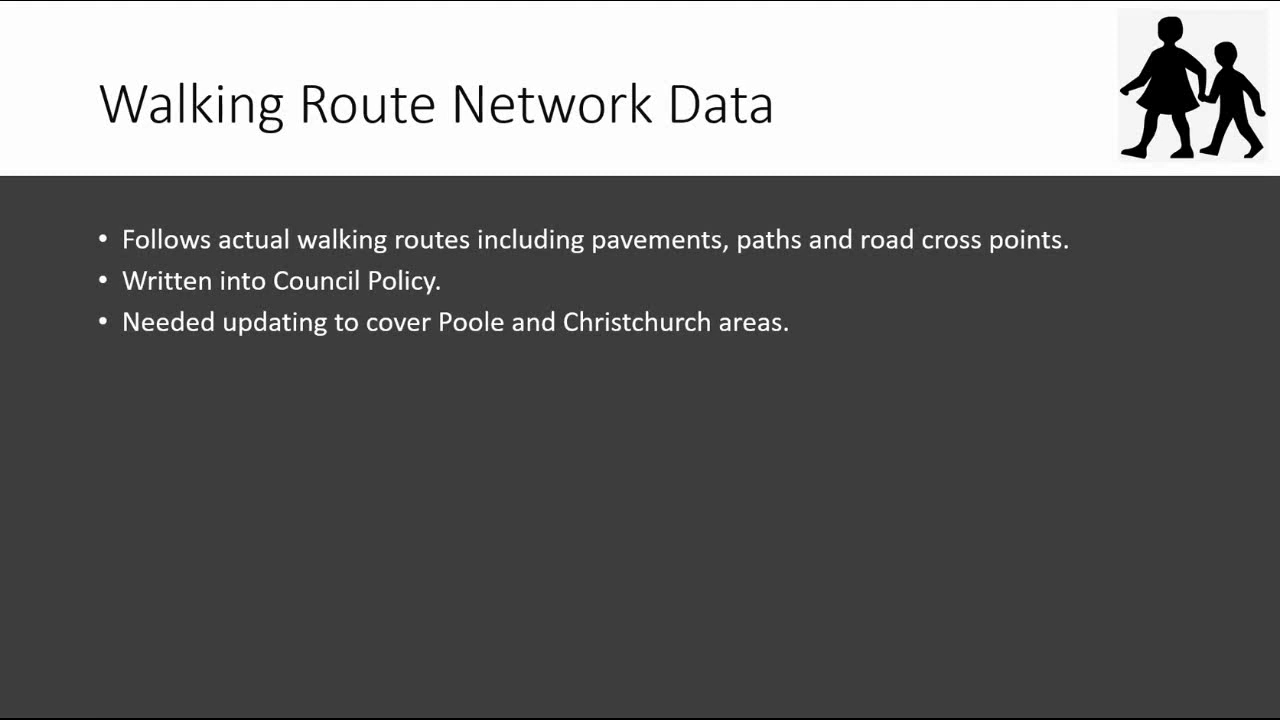 Walking Route Network Data
• Follows actual walking routes including pavements, paths and road cross points.
• Written into Council Policy.
• Needed updating to cover Poole and Christchurch areas.